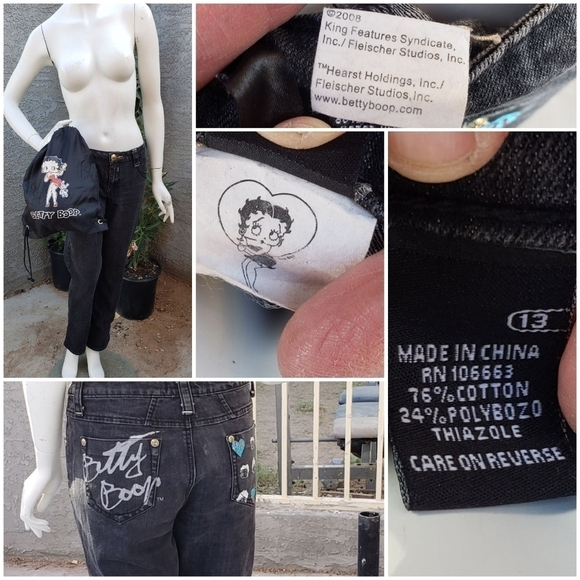 ©2008
King Features Syndicate,
Inc./ Fleischer Studios, Inc.
™Hearst Holdings, Inc./
Fleischer Studios, Inc.
www.bettyboop.com
BETTY BOOP.
13
MADE IN CHINA
RN 106663
76% COTTON
24% POLYBOZO
THIAZOLE
CARE ON REVERSE
Betty
Boop™